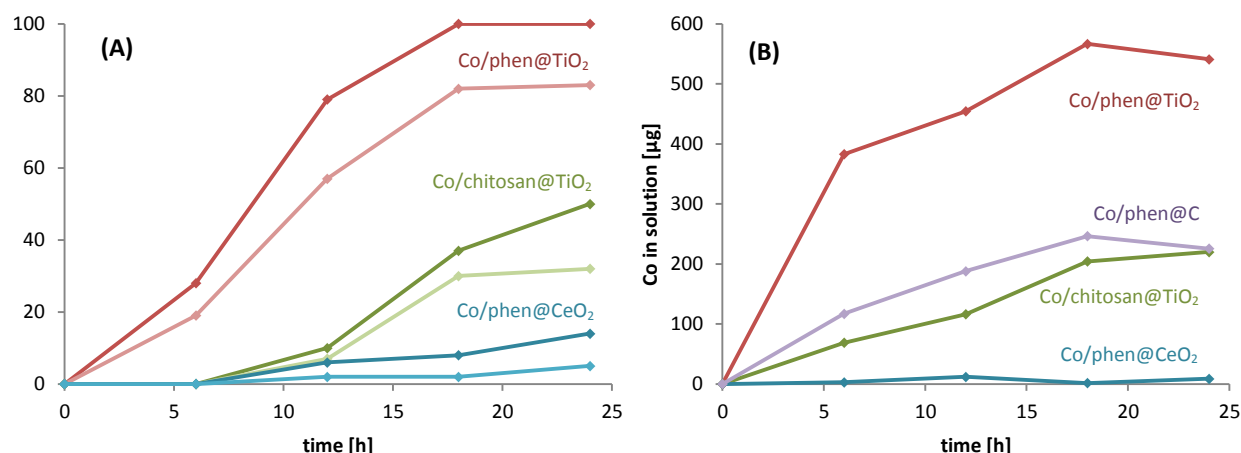 (A)
100
80
60
40
20
0
Co/phen@TiO₂
Co/chitosan@TiO₂
Co/phen@CeO₂
0 5 10 15 20 25
time [h]
(B)
Co in solution [µg]
600
500
400
300
200
100
0
Co/phen@TiO₂
Co/phen@C
Co/chitosan@TiO₂
Co/phen@CeO₂
0 5 10 15 20 25
time [h]